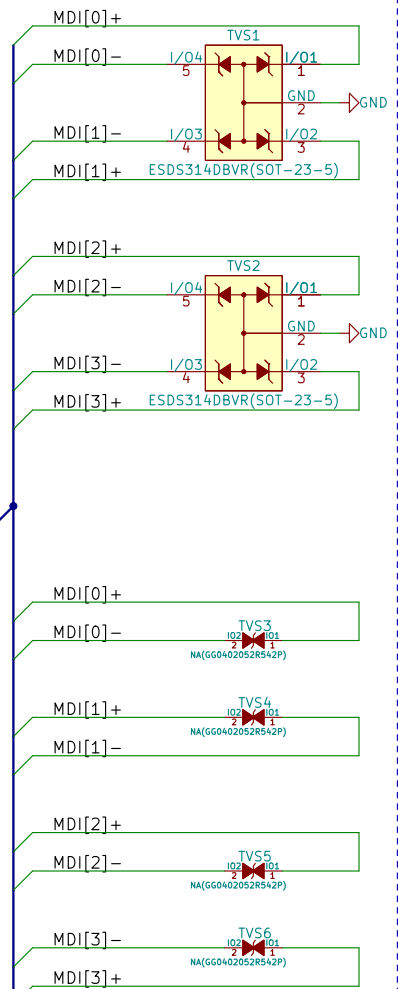 MDI[0]+
TVS1
MDI[0]- I/O4 I/O1
5 1
GND
2 GND
MDI[1]- I/O3 I/O2
4 3
MDI[1]+ ESDS314DBVR(SOT-23-5)
MDI[2]+
TVS2
MDI[2]- I/O4 I/O1
5 1
GND
2 GND
MDI[3]- I/O3 I/O2
4 3
MDI[3]+ ESDS314DBVR(SOT-23-5)
MDI[0]+
TVS3
MDI[0]- IO2 IO1
2 1
NA(GG0402052R542P)
TVS4
MDI[1]+ IO2 IO1
2 1
NA(GG0402052R542P)
MDI[1]-
MDI[2]+
TVS5
MDI[2]- IO2 IO1
2 1
NA(GG0402052R542P)
TVS6
MDI[3]- IO2 IO1
2 1
NA(GG0402052R542P)
MDI[3]+